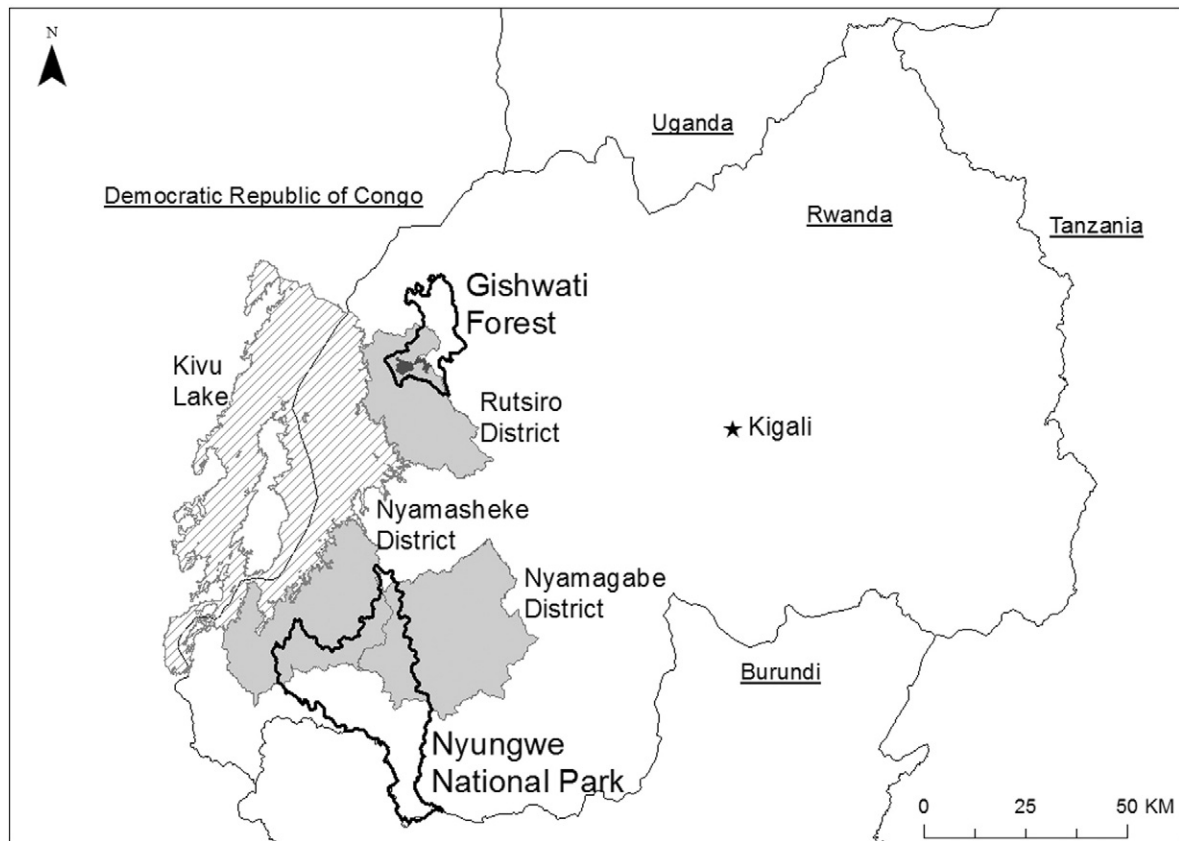 N
Uganda
Democratic Republic of Congo
Rwanda
Tanzania
Gishwati
Forest
Kivu
Lake
Rutsiro
District
Kigali
Nyamasheke
District
Nyamagabe
District
Burundi
Nyungwe
National Park
0 25 50 KM